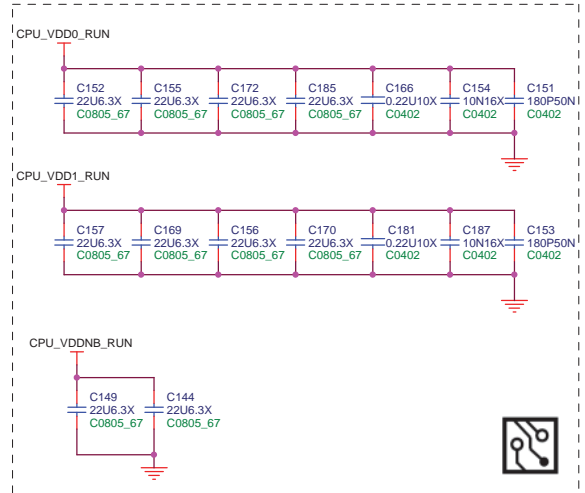 CPU_VDD0_RUN
C152 C155 C172 C185 C166 C154 C151
22U6.3X 22U6.3X 22U6.3X 22U6.3X 0.22U10X 10N16X 180P50N
C0805_67 C0805_67 C0805_67 C0805_67 C0402 C0402 C0402
CPU_VDD1_RUN
C157 C169 C156 C170 C181 C187 C153
22U6.3X 22U6.3X 22U6.3X 22U6.3X 0.22U10X 10N16X 180P50N
C0805_67 C0805_67 C0805_67 C0805_67 C0402 C0402 C0402
CPU_VDDNB_RUN
C149 C144
22U6.3X 22U6.3X
C0805_67 C0805_67